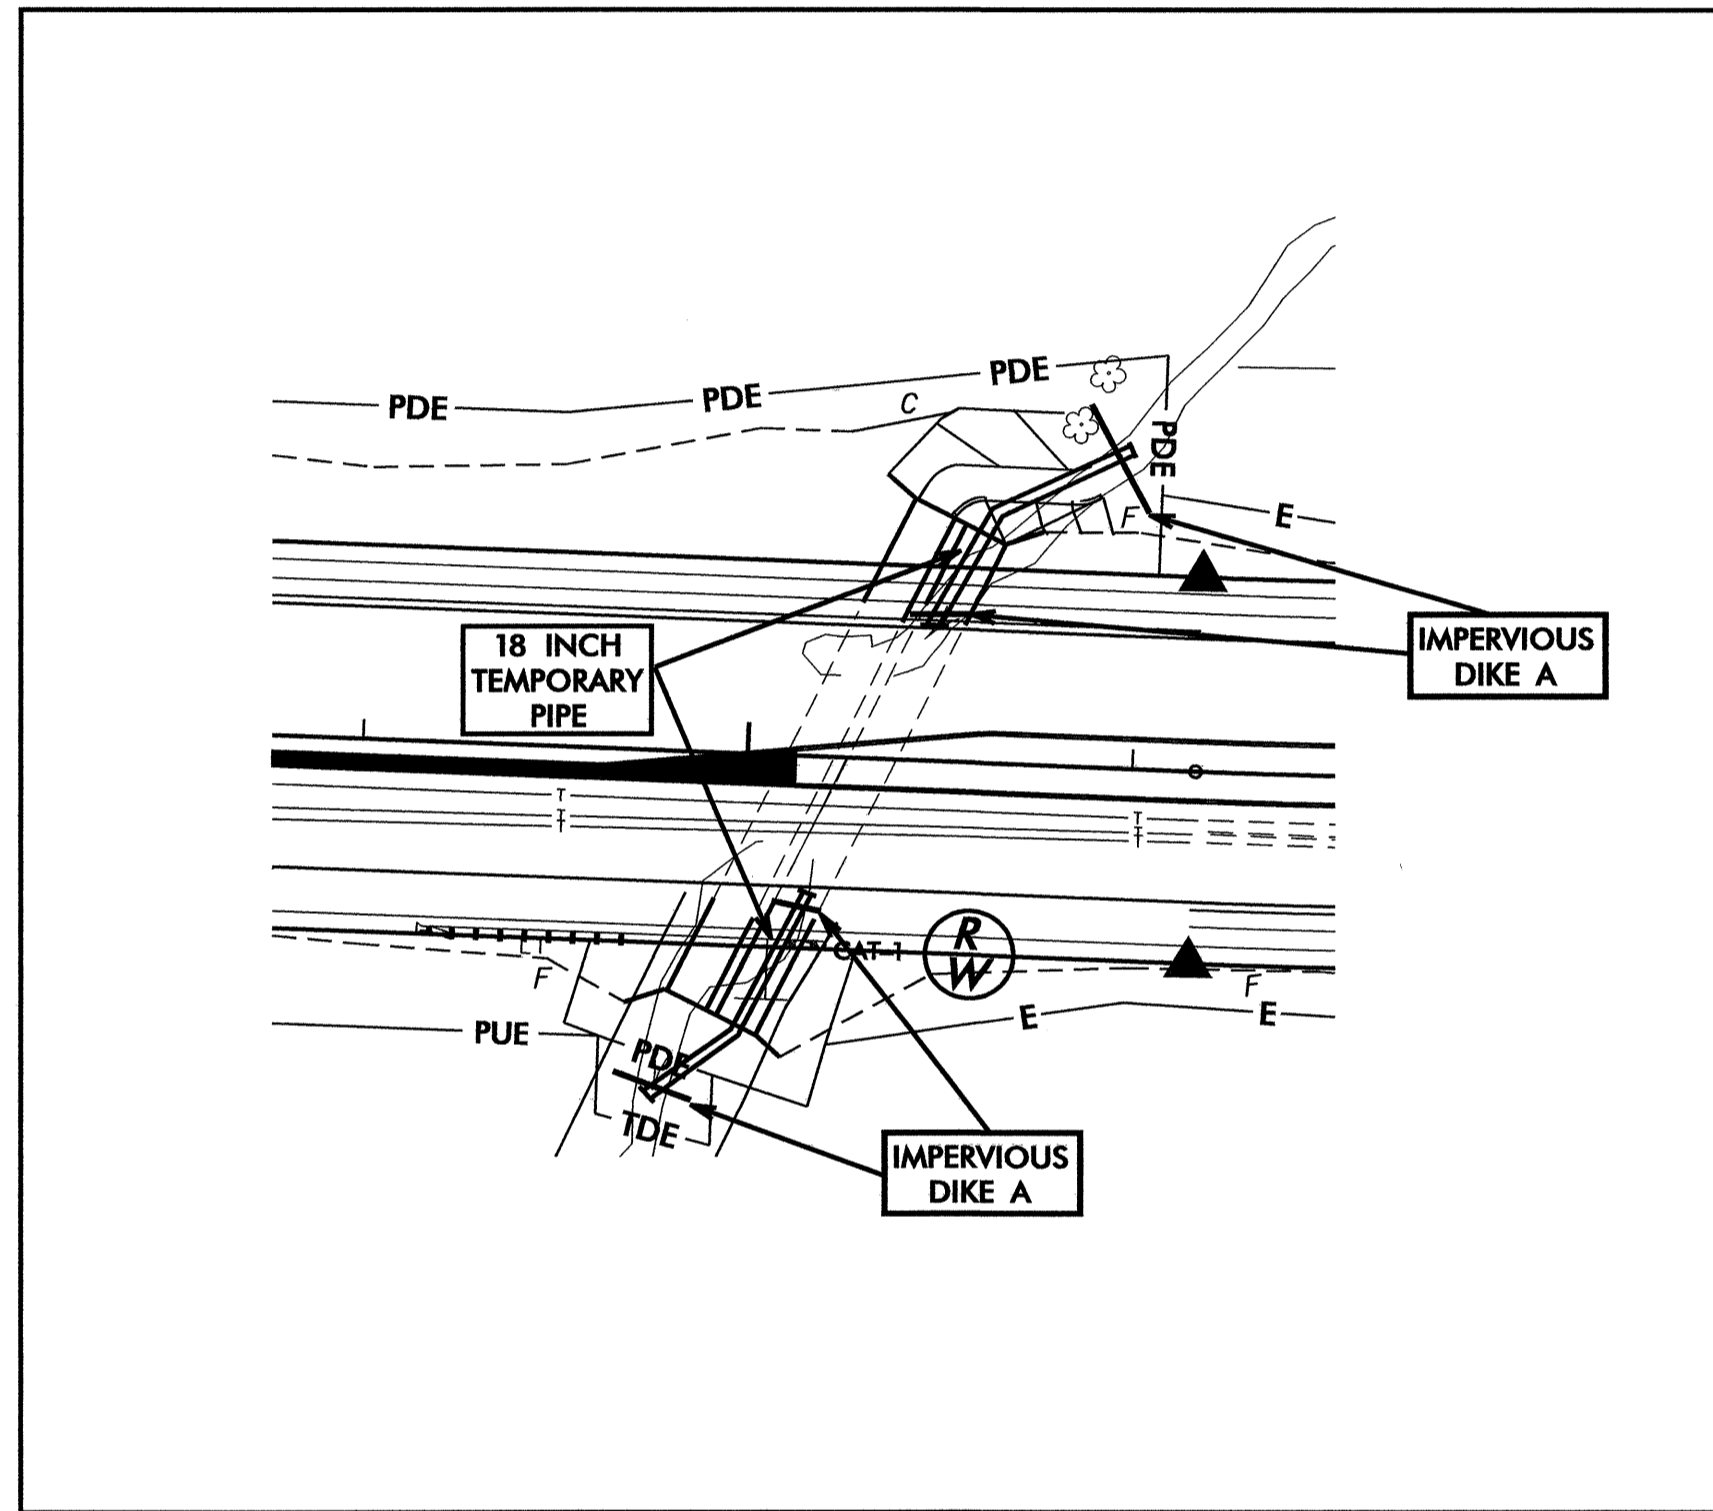 PDE
PDE
PDE
C
PDE
E
F
18 INCH
TEMPORARY
PIPE
IMPERVIOUS
DIKE A
T
T
T
T
R
W
CAT-1
F
F
E
E
PUE
PDE
TDE
IMPERVIOUS
DIKE A